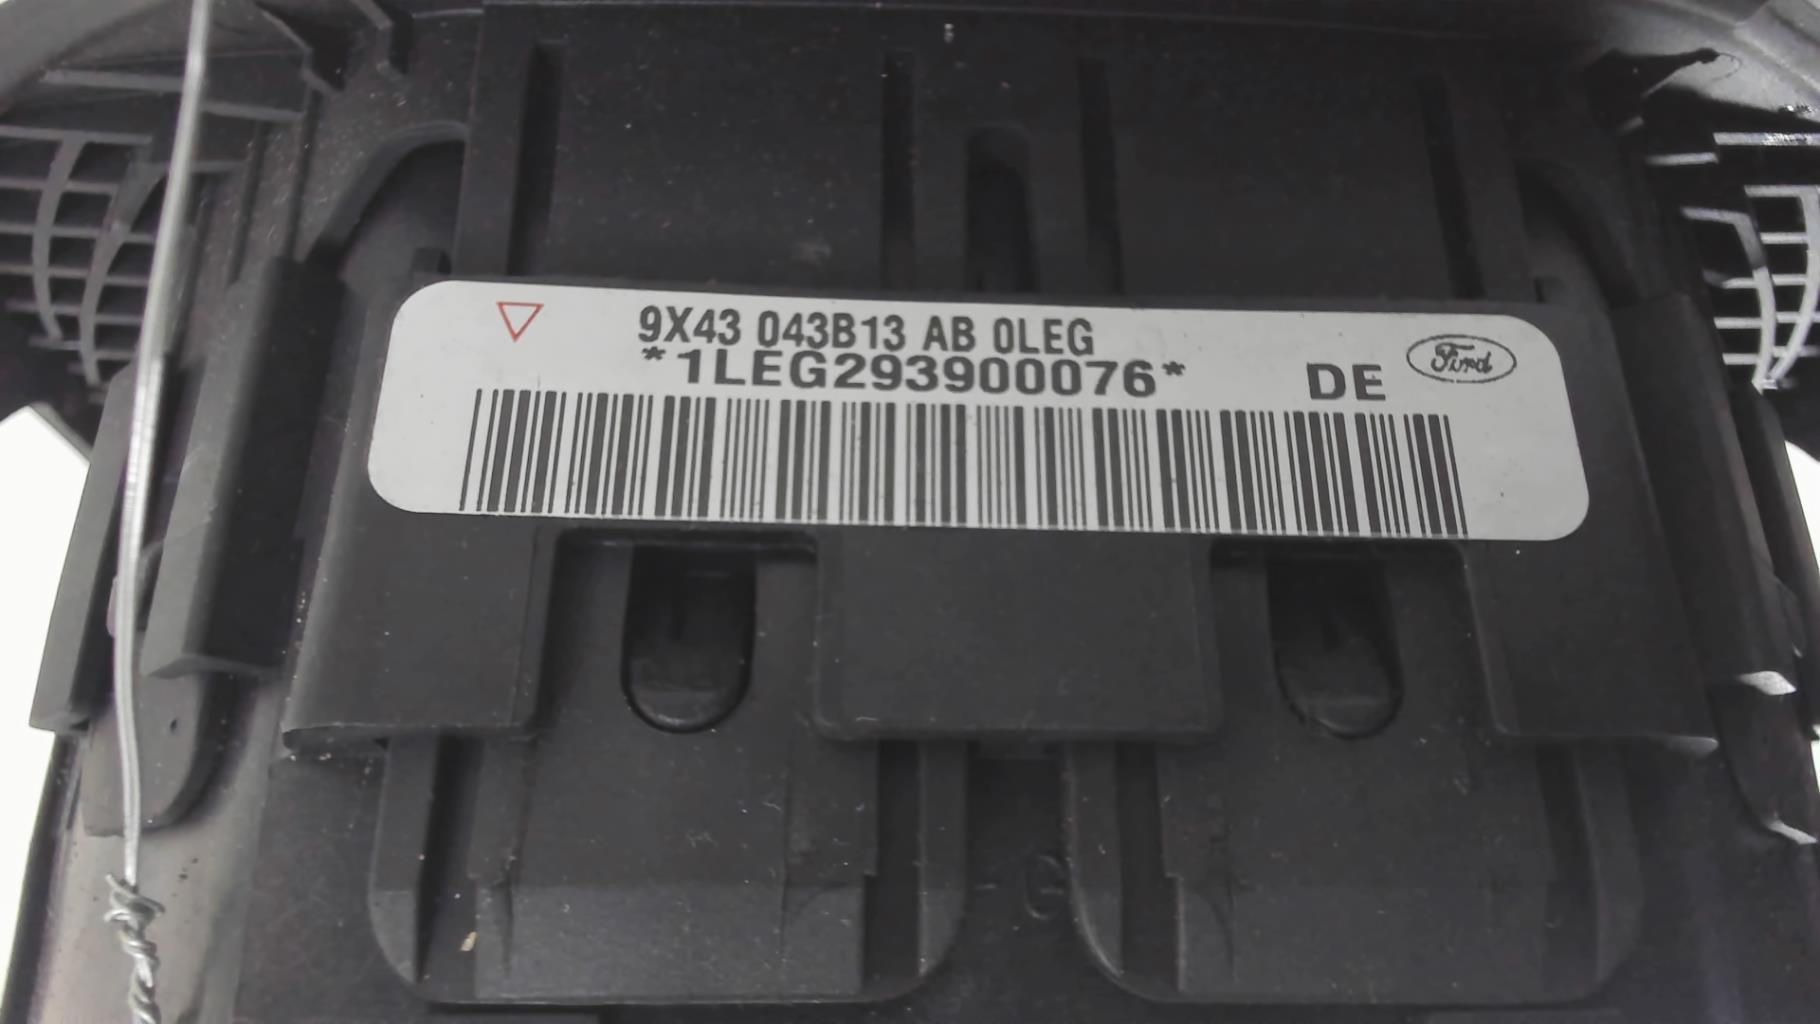 9X43 043B13 AB 0LEG
*1LEG293900076*
DE
Ford
G